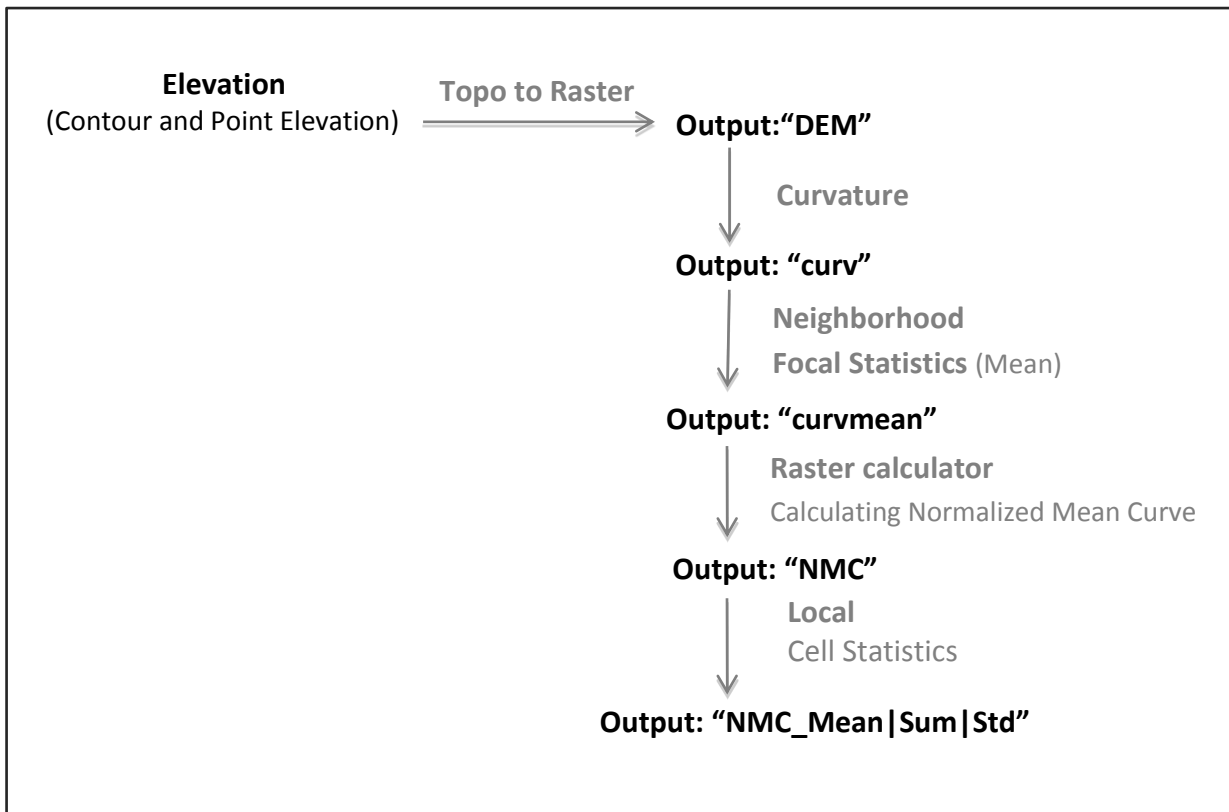 Elevation
(Contour and Point Elevation)
Topo to Raster
Output:“DEM”
Curvature
Output: “curv”
Neighborhood
Focal Statistics (Mean)
Output: “curvmean”
Raster calculator
Calculating Normalized Mean Curve
Output: “NMC”
Local
Cell Statistics
Output: “NMC_Mean|Sum|Std”